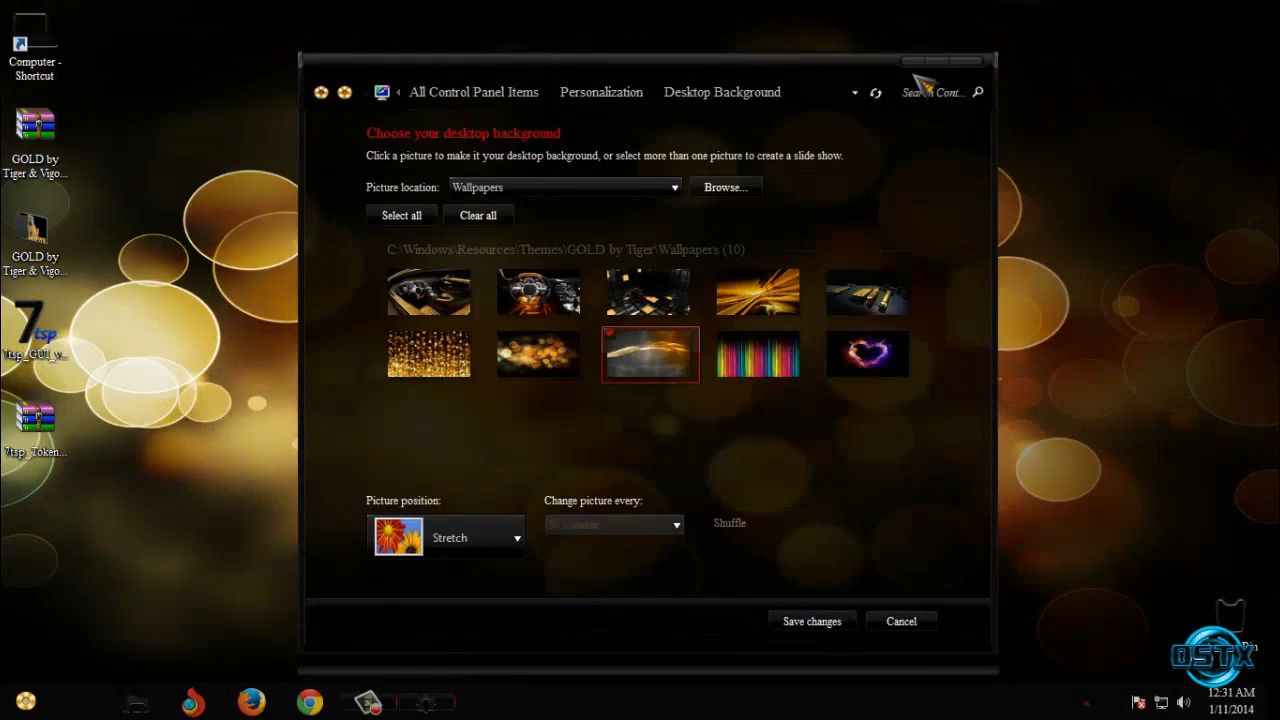 Computer -
Shortcut
GOLD by
Tiger & Vigo...
GOLD by
Tiger & Vigo...
7tsp
7tsp_GUI_v...
7tsp_Token...
All Control Panel Items Personalization Desktop Background
Search Cont...
Choose your desktop background
Click a picture to make it your desktop background, or select more than one picture to create a slide show.
Picture location: Wallpapers Browse...
Select all Clear all
C:\Windows\Resources\Themes\GOLD by Tiger\Wallpapers (10)
Picture position: Change picture every:
Stretch
Shuffle
Save changes Cancel
OSTX
12:31 AM
1/11/2014